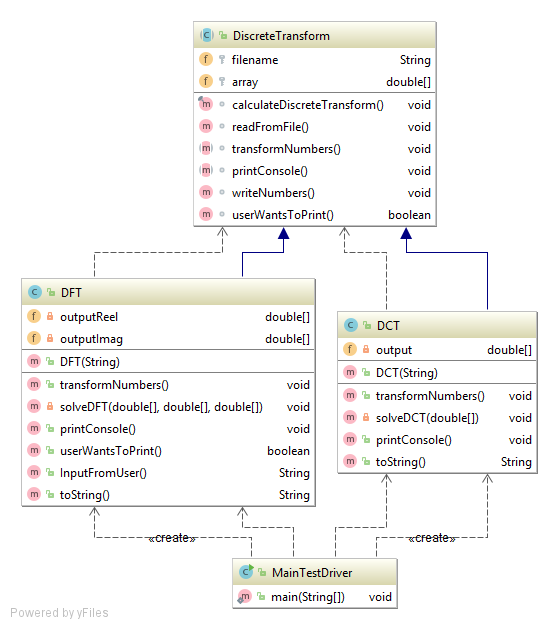 DiscreteTransform
filename String
array double[]
calculateDiscreteTransform() void
readFromFile() void
transformNumbers() void
printConsole() void
writeNumbers() void
userWantsToPrint() boolean
DFT
outputReel double[]
outputImag double[]
DFT(String)
transformNumbers() void
solveDFT(double[], double[], double[]) void
printConsole() void
userWantsToPrint() boolean
InputFromUser() String
toString() String
DCT
output double[]
DCT(String)
transformNumbers() void
solveDCT(double[]) void
printConsole() void
toString() String
«create»
«create»
MainTestDriver
main(String[]) void
Powered by yFiles